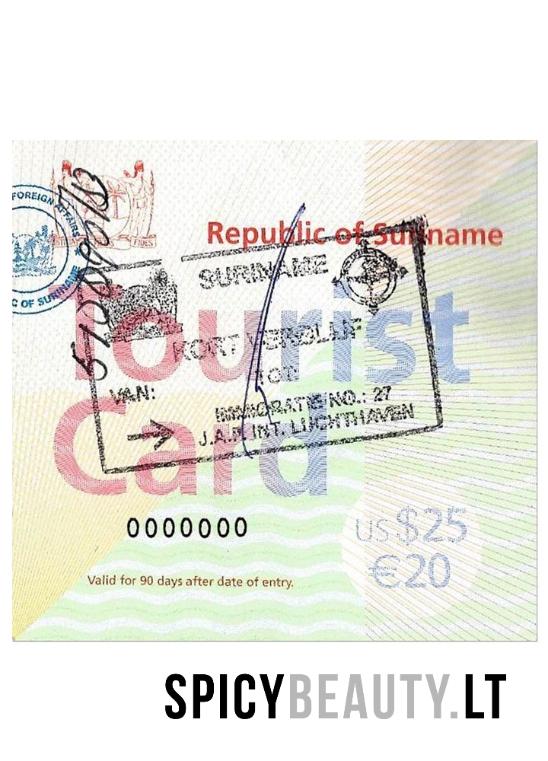 FOREIGN AFFAIRS
C OF SURINAME
FIDES
Republic of Suriname
SURINAME
Tourist
KORT VERBLIJF
TOT:
VAN:
IMMIGRATIE NO.: 27
J.A.P. INT. LUCHTHAVEN
Card
0000000
US $25
€20
Valid for 90 days after date of entry.
SPICYBEAUTY.LT